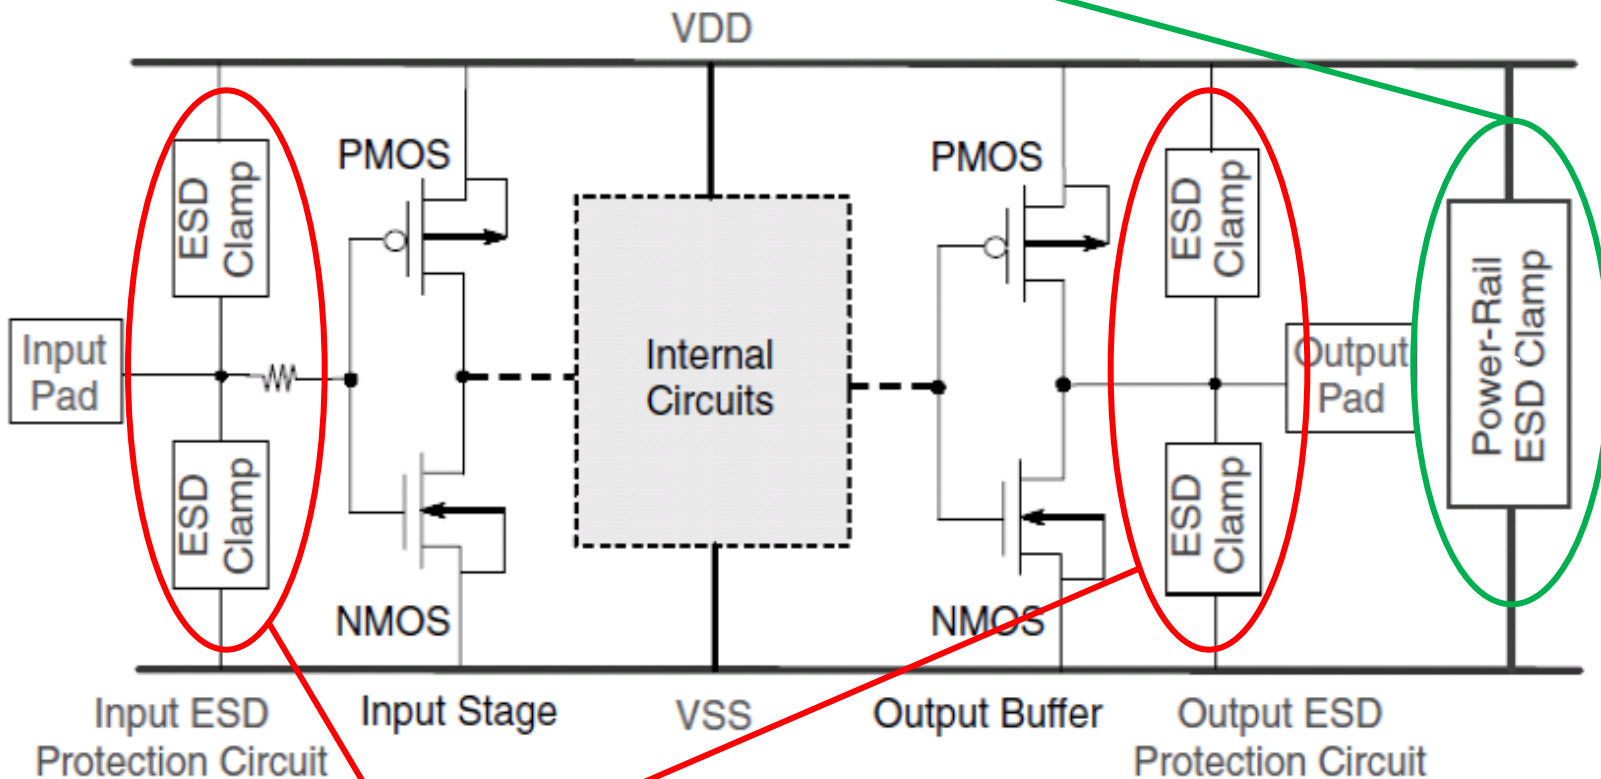 VDD
PMOS
PMOS
ESD
Clamp
ESD
Clamp
Input
Pad
Internal
Circuits
Output
Pad
Power-Rail
ESD Clamp
ESD
Clamp
ESD
Clamp
NMOS
NMOS
Input ESD
Protection Circuit
Input Stage
VSS
Output Buffer
Output ESD
Protection Circuit